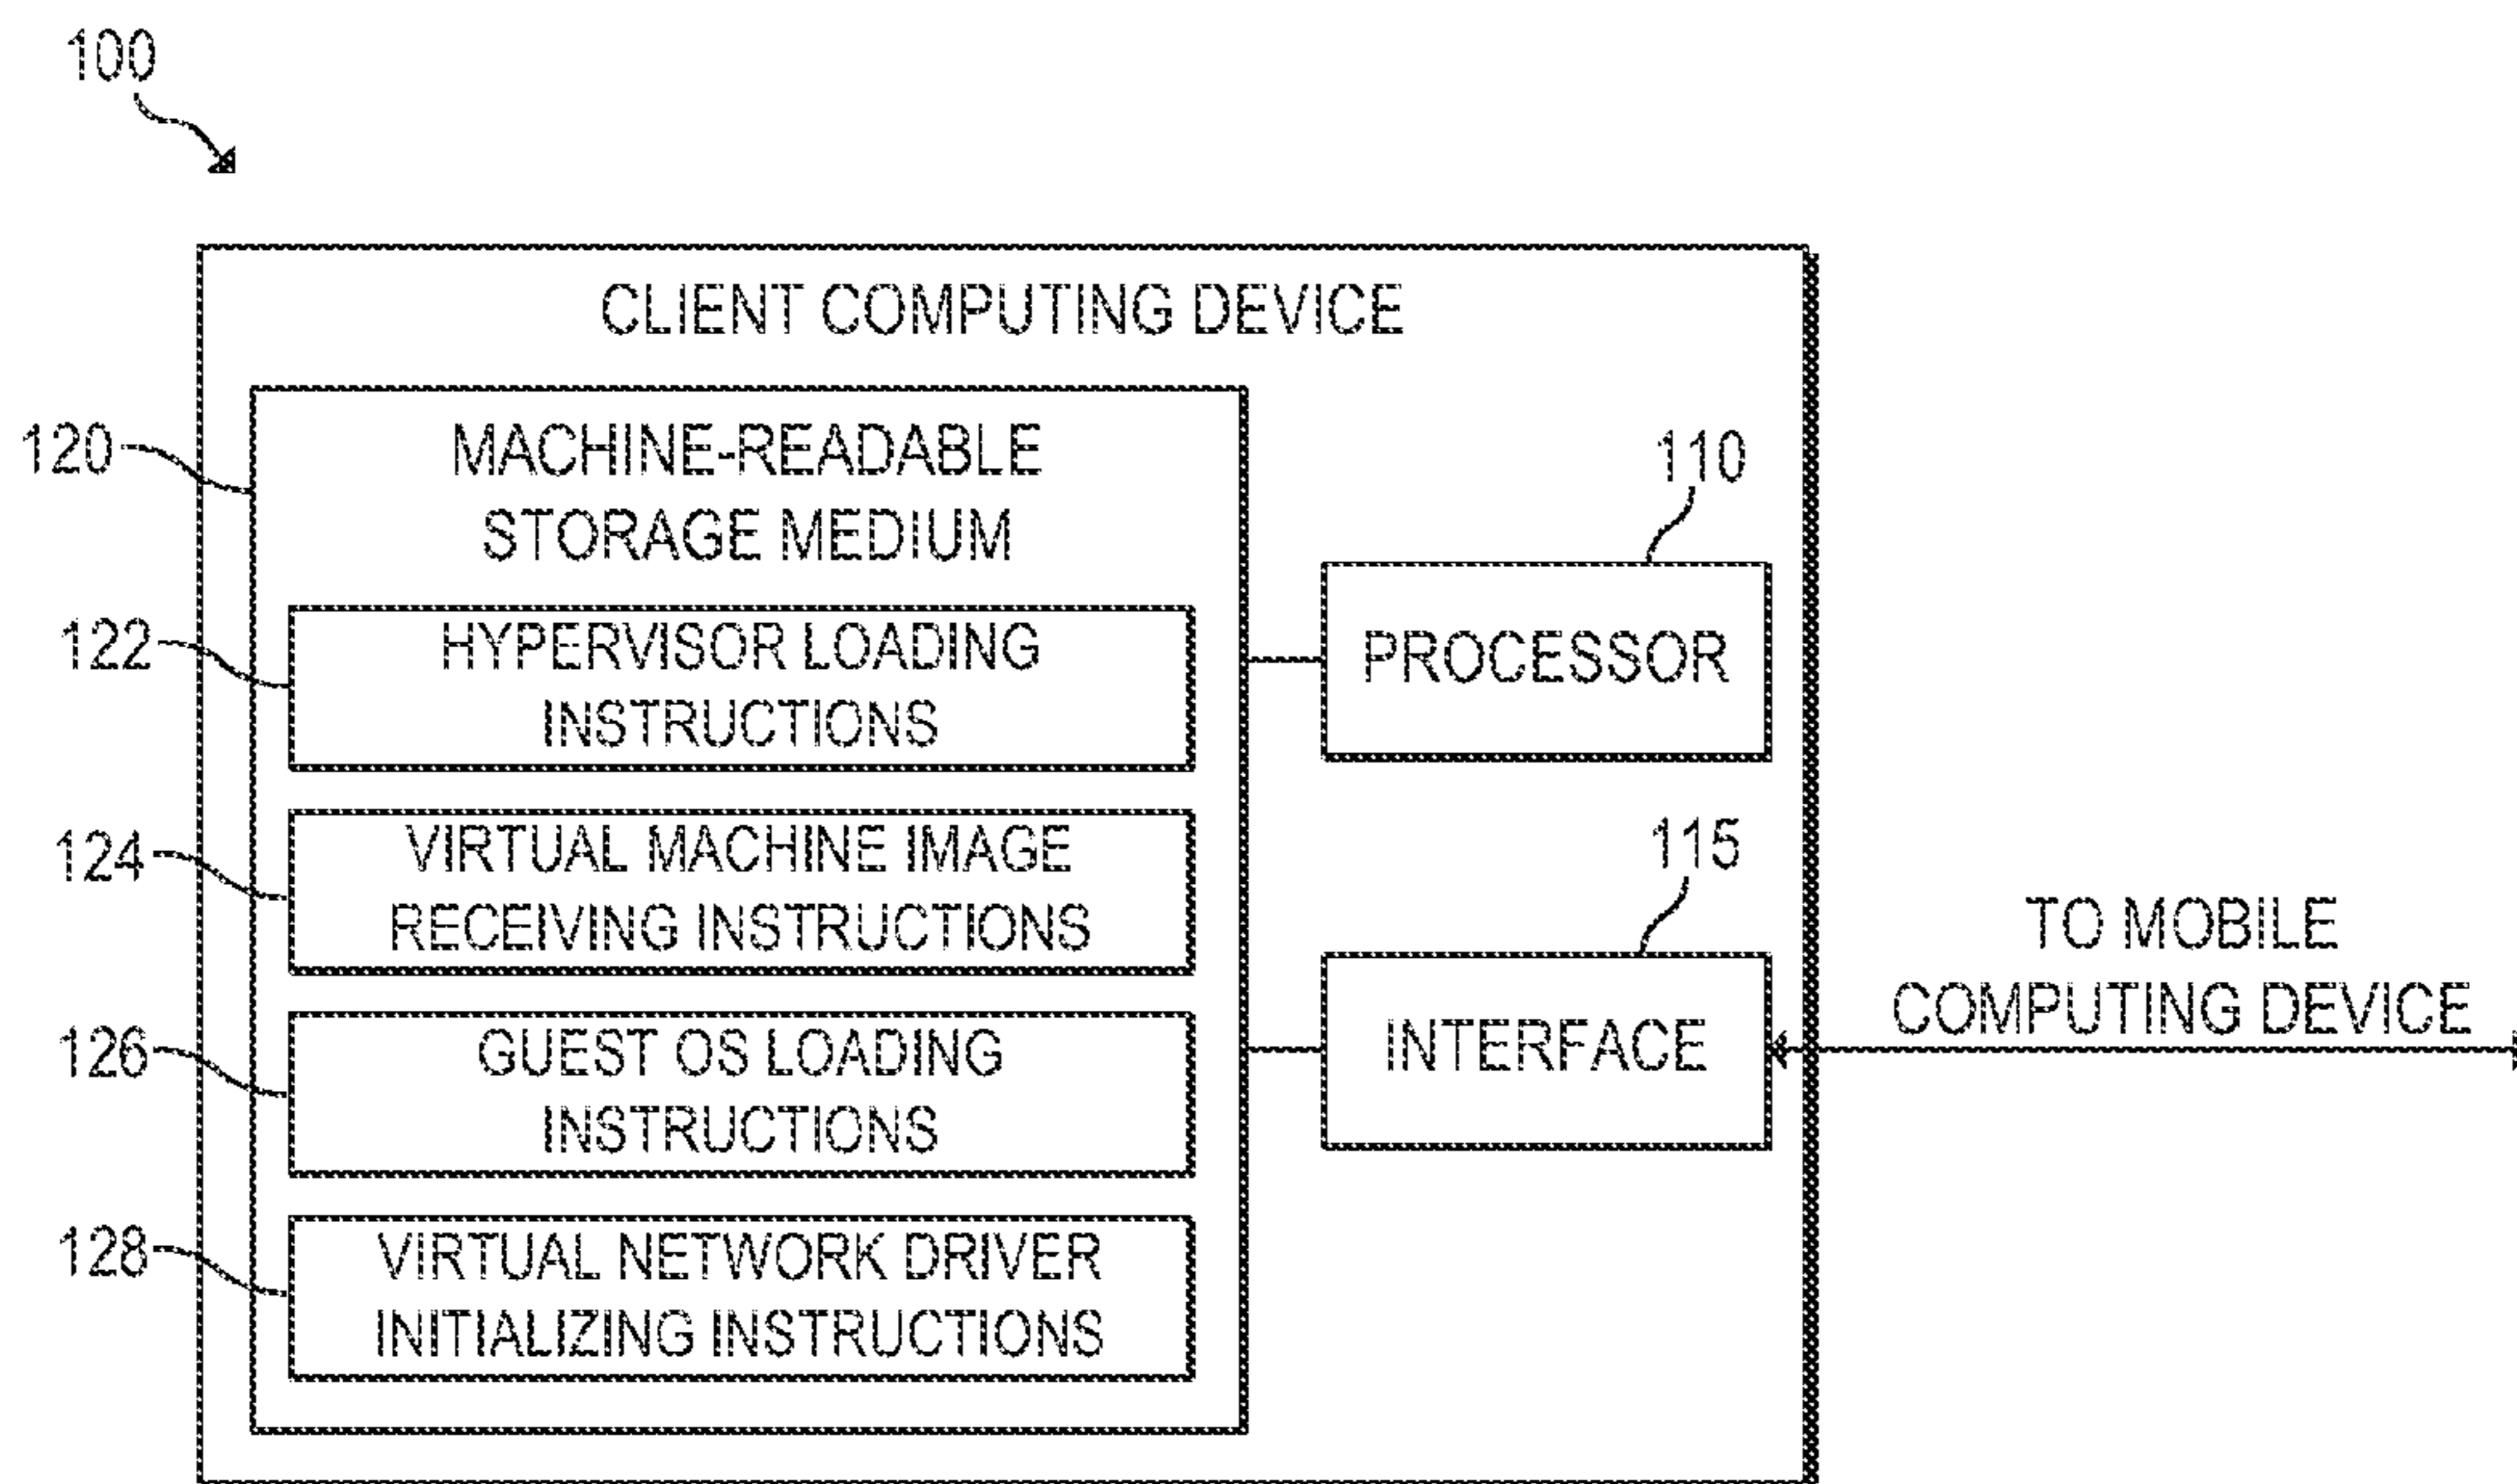 100
CLIENT COMPUTING DEVICE
120
MACHINE-READABLE
STORAGE MEDIUM
110
122
HYPERVISOR LOADING
INSTRUCTIONS
PROCESSOR
124
VIRTUAL MACHINE IMAGE
RECEIVING INSTRUCTIONS
115
TO MOBILE
COMPUTING DEVICE
126
GUEST OS LOADING
INSTRUCTIONS
INTERFACE
128
VIRTUAL NETWORK DRIVER
INITIALIZING INSTRUCTIONS